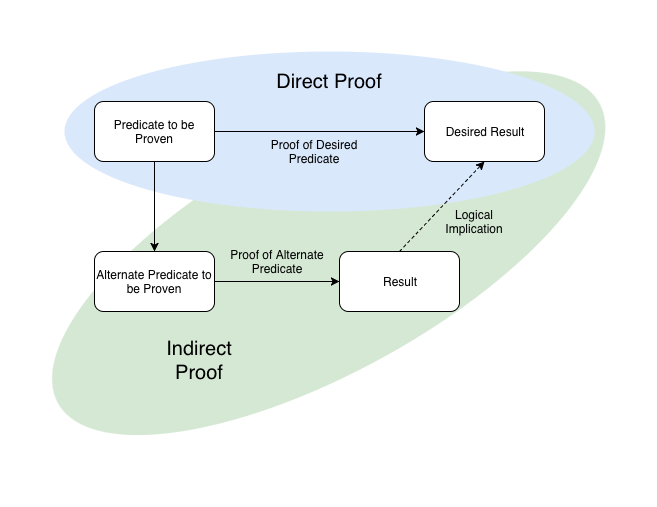 Direct Proof
Predicate to be
Proven
Desired Result
Proof of Desired
Predicate
Logical
Implication
Proof of Alternate
Predicate
Alternate Predicate to
be Proven
Result
Indirect
Proof